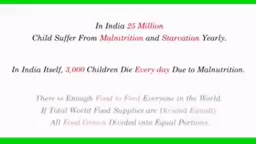 In India 25 Million
Child Suffer From Malnutrition and Starvation Yearly.
In India Itself, 3,000 Children Die Every day Due to Malnutrition.
There is Enough Food to Feed Everyone in the World,
If Total World Food Supplies are Divided Equally
All Food Grown Divided into Equal Portions.